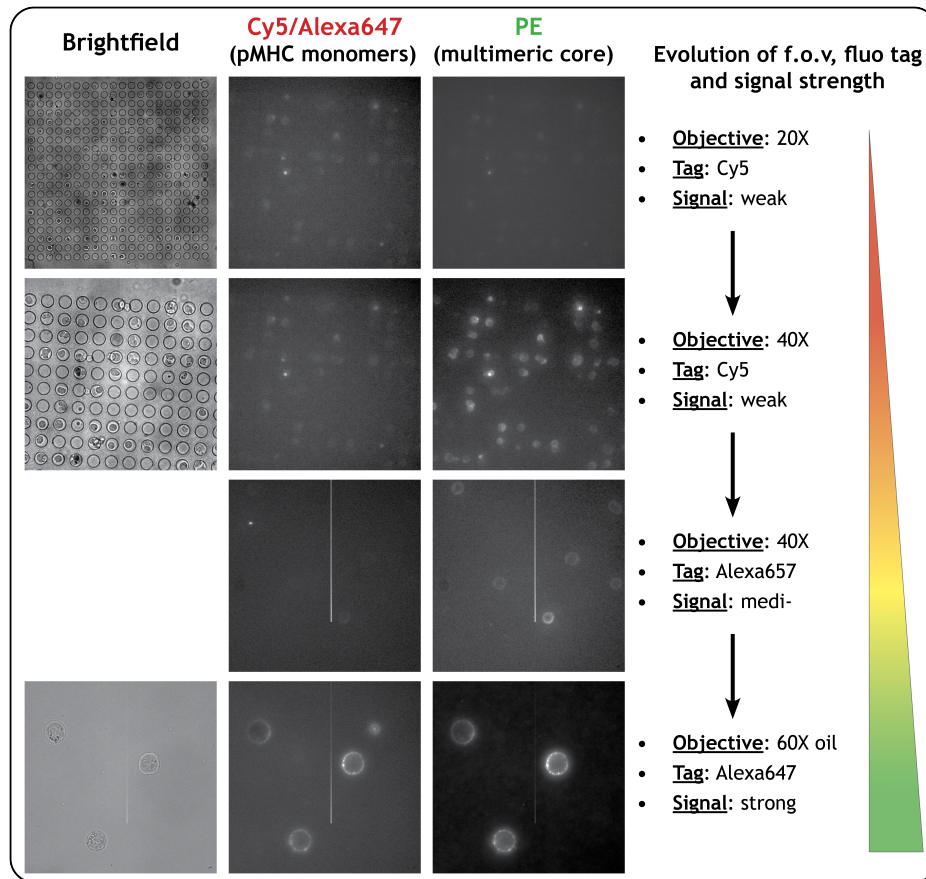 Brightfield
Cy5/Alexa647
(pMHC monomers)
PE
(multimeric core)
Evolution of f.o.v, fluo tag
and signal strength
• Objective: 20X
• Tag: Cy5
• Signal: weak
• Objective: 40X
• Tag: Cy5
• Signal: weak
• Objective: 40X
• Tag: Alexa657
• Signal: medi-
• Objective: 60X oil
• Tag: Alexa647
• Signal: strong